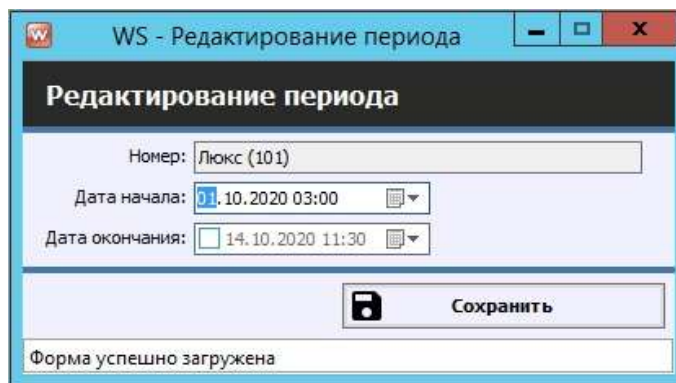 WS - Редактирование периода
Редактирование периода
Номер: Люкс (101)
Дата начала: 01.10.2020 03:00
Дата окончания: 14.10.2020 11:30
Сохранить
Форма успешно загружена